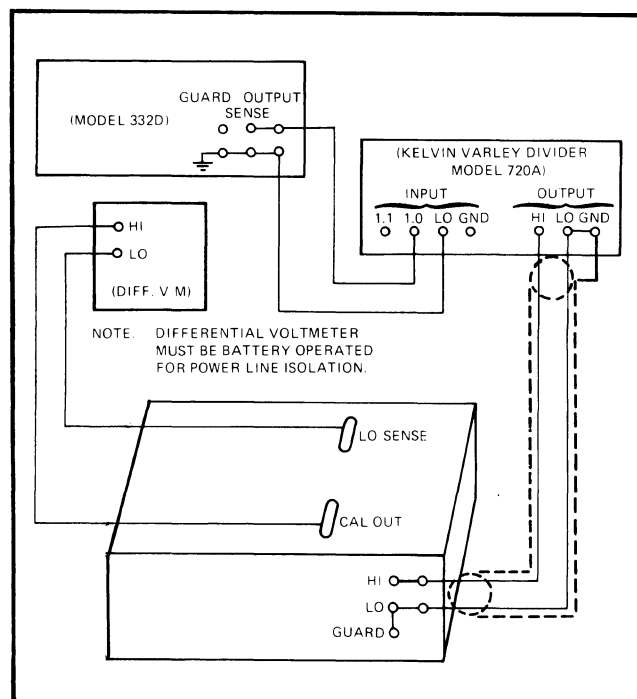 GUARD OUTPUT
SENSE
(MODEL 332D)
(KELVIN VARLEY DIVIDER
MODEL 720A)
INPUT OUTPUT
1.1 1.0 LO GND HI LO GND
HI
LO
(DIFF. V M)
NOTE. DIFFERENTIAL VOLTMETER
MUST BE BATTERY OPERATED
FOR POWER LINE ISOLATION.
LO SENSE
CAL OUT
HI
LO
GUARD